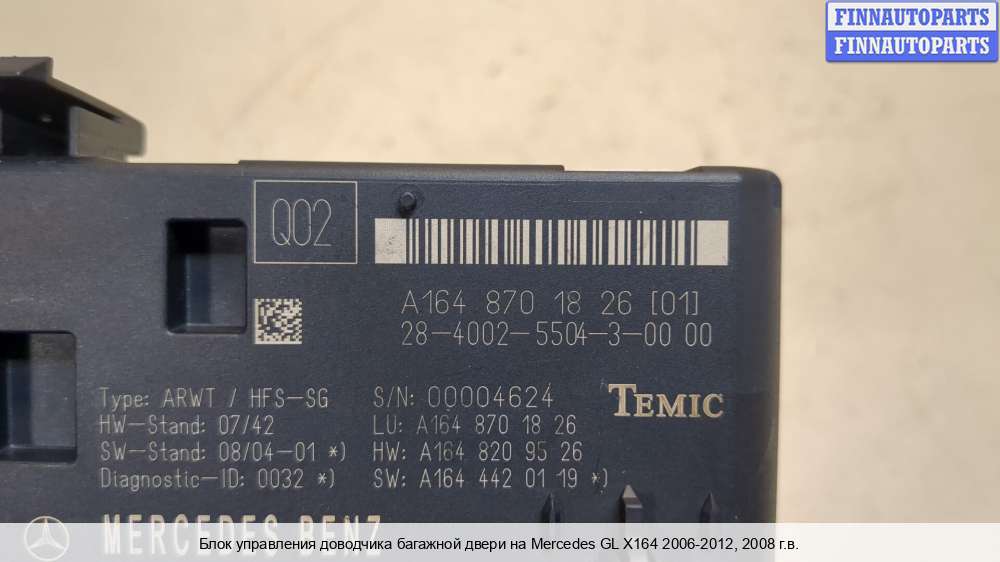 FINNAUTOPARTS
FINNAUTOPARTS
Q02
A164 870 18 26 [01]
28-4002-5504-3-00 00
Type: ARWT / HFS-SG
HW-Stand: 07/42
SW-Stand: 08/04-01 *)
Diagnostic-ID: 0032 *)
S/N: 00004624
LU: A164 870 18 26
HW: A164 820 95 26
SW: A164 442 01 19 *)
TEMIC
MERCEDES BENZ
Блок управления доводчика багажной двери на Mercedes GL X164 2006-2012, 2008 г.в.